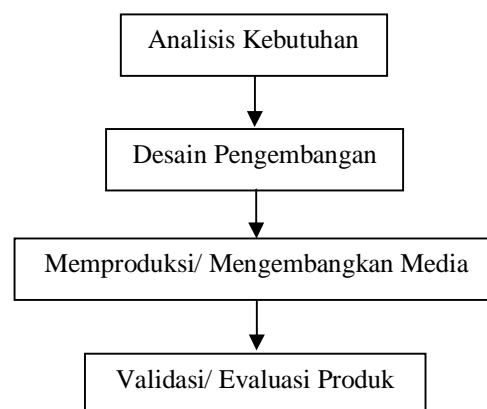 Analisis Kebutuhan
Desain Pengembangan
Memproduksi/ Mengembangkan Media
Validasi/ Evaluasi Produk